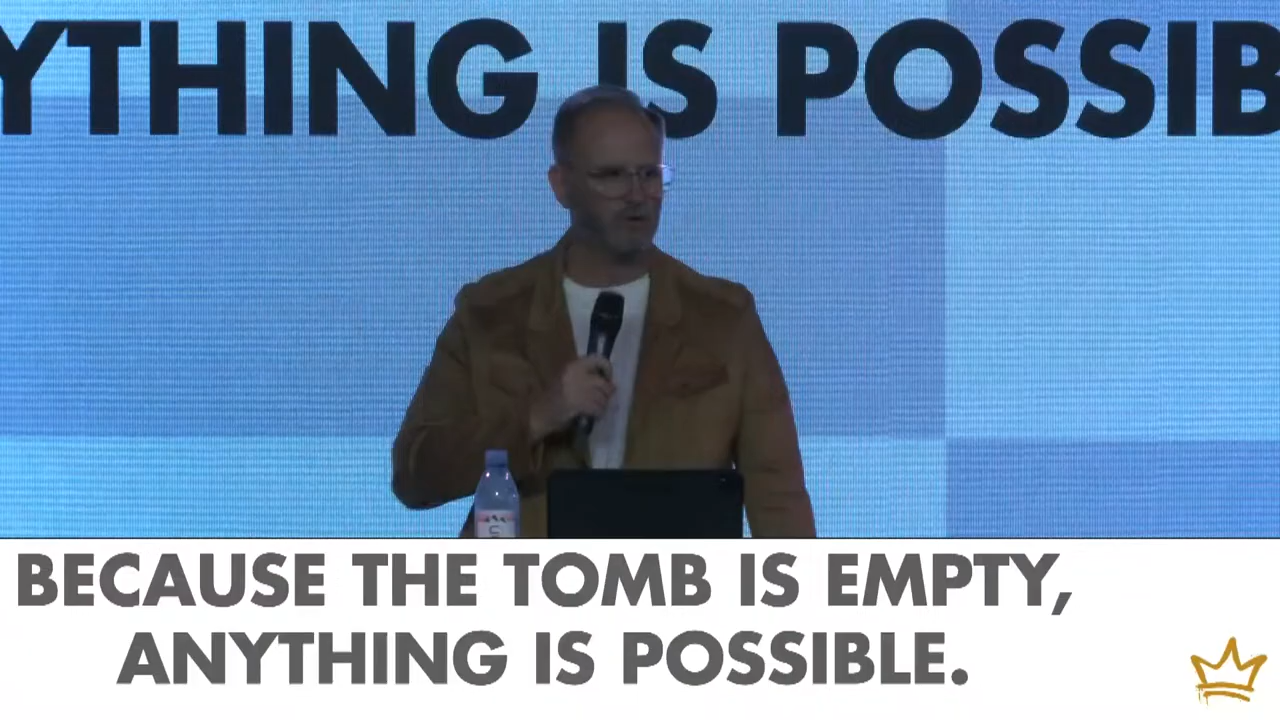 YTHING IS POSSIB
BECAUSE THE TOMB IS EMPTY,
ANYTHING IS POSSIBLE.